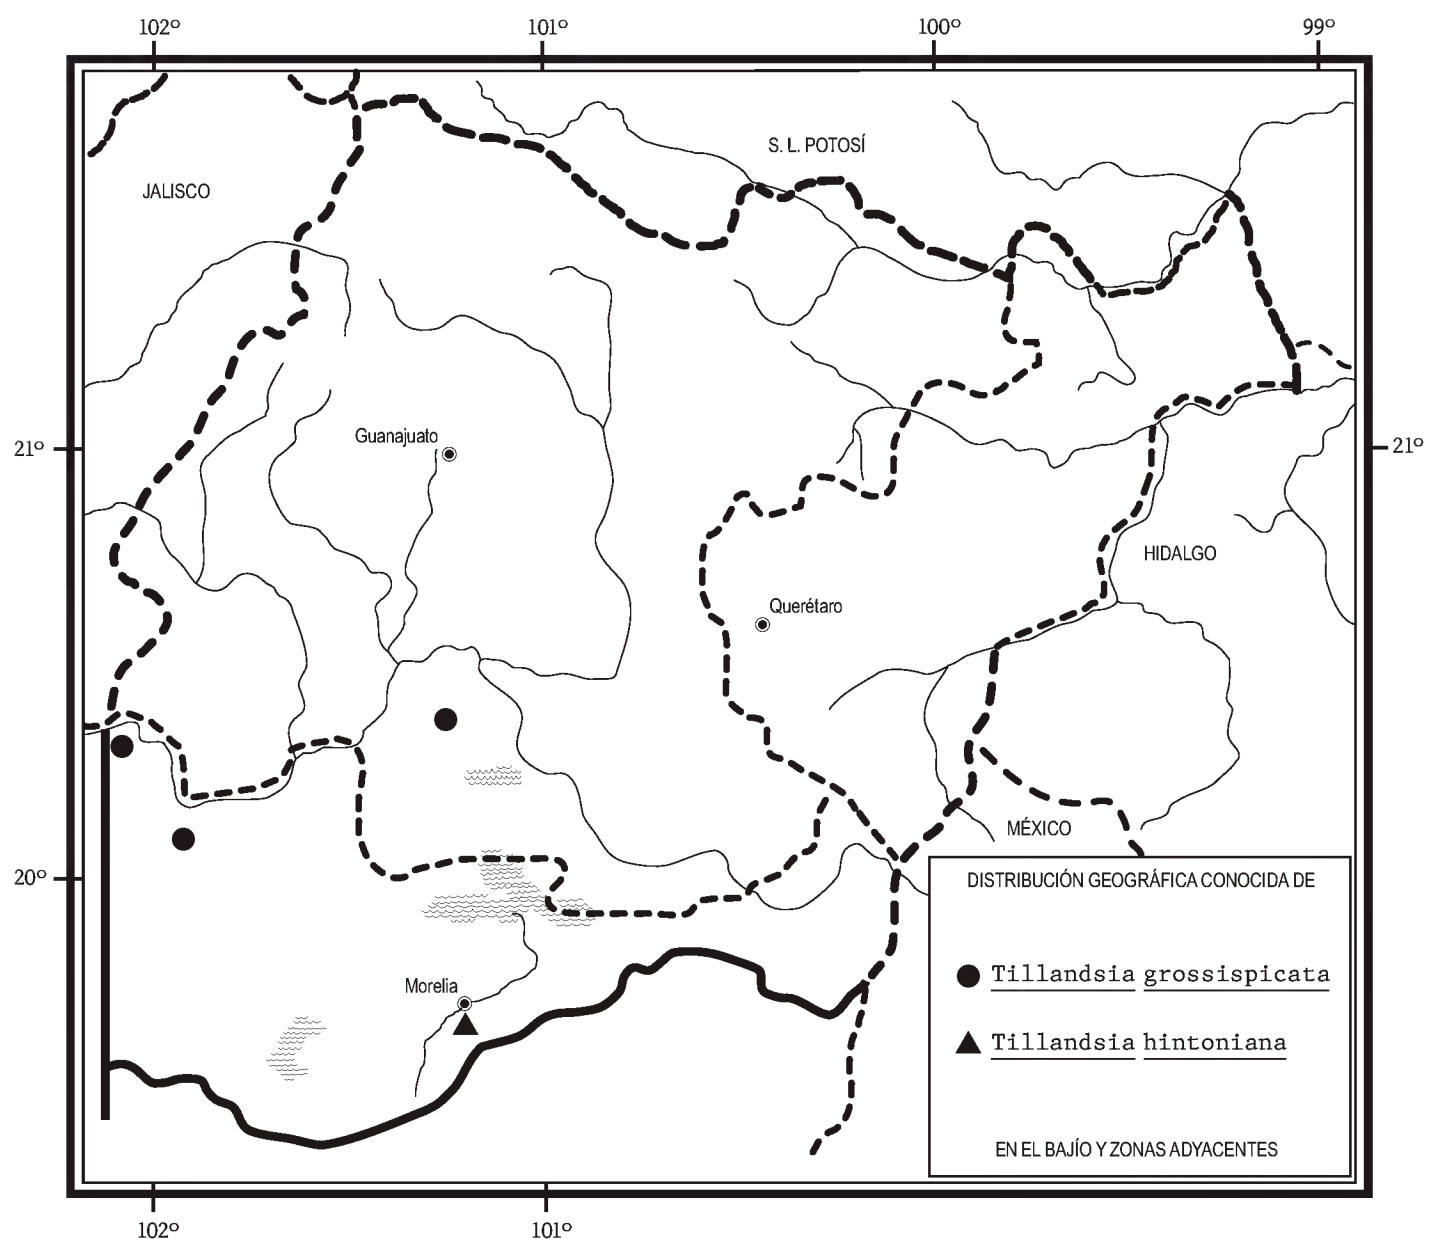 102º 101º 100º 99º
S. L. POTOSÍ
JALISCO
Guanajuato
21º 21º
HIDALGO
Querétaro
MÉXICO
20º
DISTRIBUCIÓN GEOGRÁFICA CONOCIDA DE
Tillandsia grossispicata
Morelia
Tillandsia hintoniana
EN EL BAJÍO Y ZONAS ADYACENTES
102º 101º